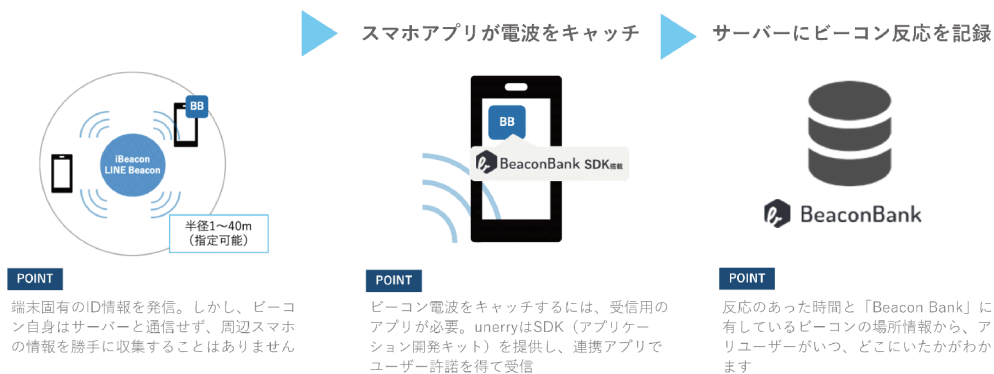 スマホアプリが電波をキャッチ
サーバーにビーコン反応を記録
BB
iBeacon
LINE Beacon
半径1〜40m
（指定可能）
BB
BeaconBank SDK搭載
BeaconBank
POINT
端末固有のID情報を発信。しかし、ビーコ
ン自身はサーバーと通信せず、周辺スマホ
の情報を勝手に収集することはありません
POINT
ビーコン電波をキャッチするには、受信用の
アプリが必要。unerryはSDK（アプリケー
ション開発キット）を提供し、連携アプリで
ユーザー許諾を得て受信
POINT
反応のあった時間と「Beacon Bank」に
有しているビーコンの場所情報から、ア
リユーザーがいつ、どこにいたかがわか
ます